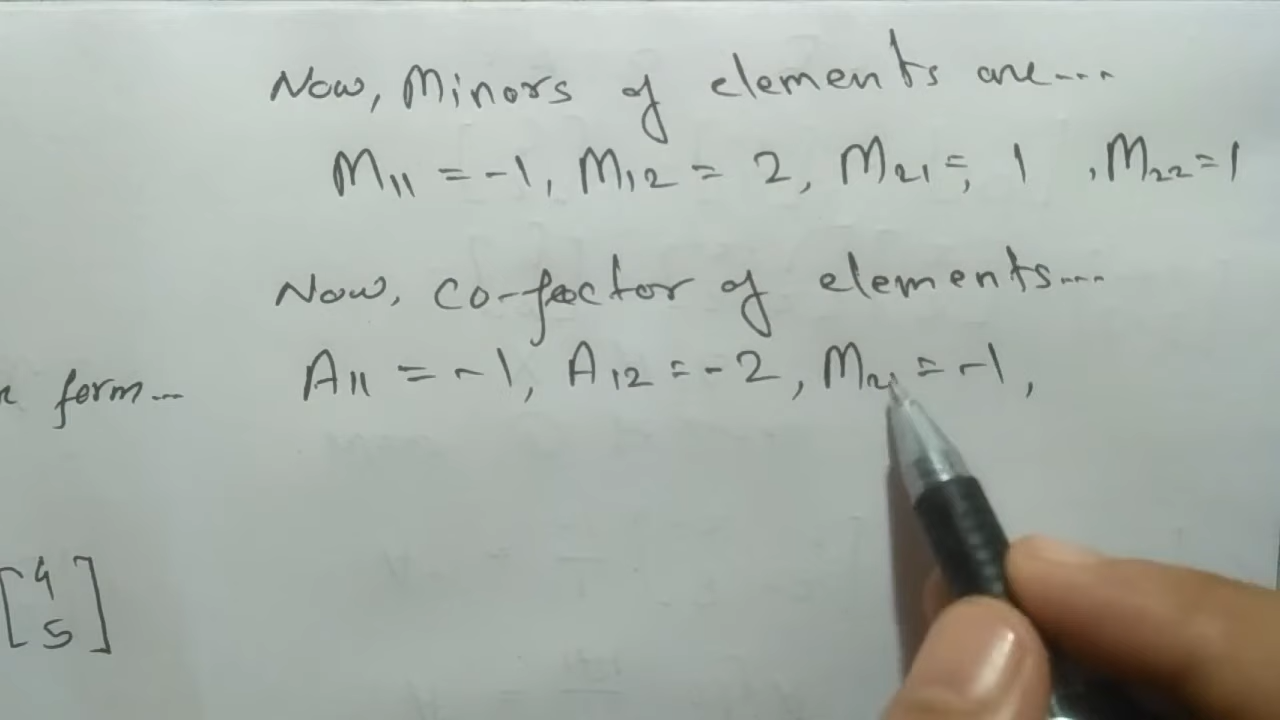 Now, Minors of elements are...
M11 = -1, M12 = 2, M21 = 1 , M22 = 1
Now, co-factor of elements...
A11 = -1, A12 = -2, M21 = -1,
form...
[4
5]